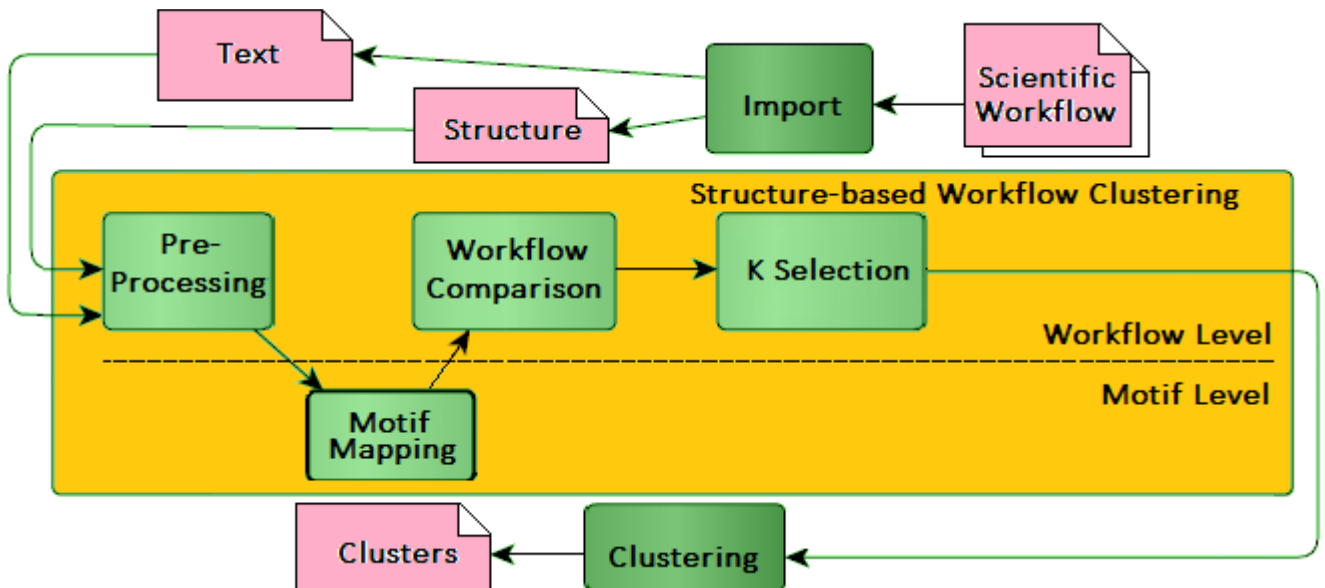 Text
Import
Scientific
Workflow
Structure
Structure-based Workflow Clustering
Pre-
Processing
Workflow
Comparison
K Selection
Workflow Level
Motif Level
Motif
Mapping
Clusters
Clustering